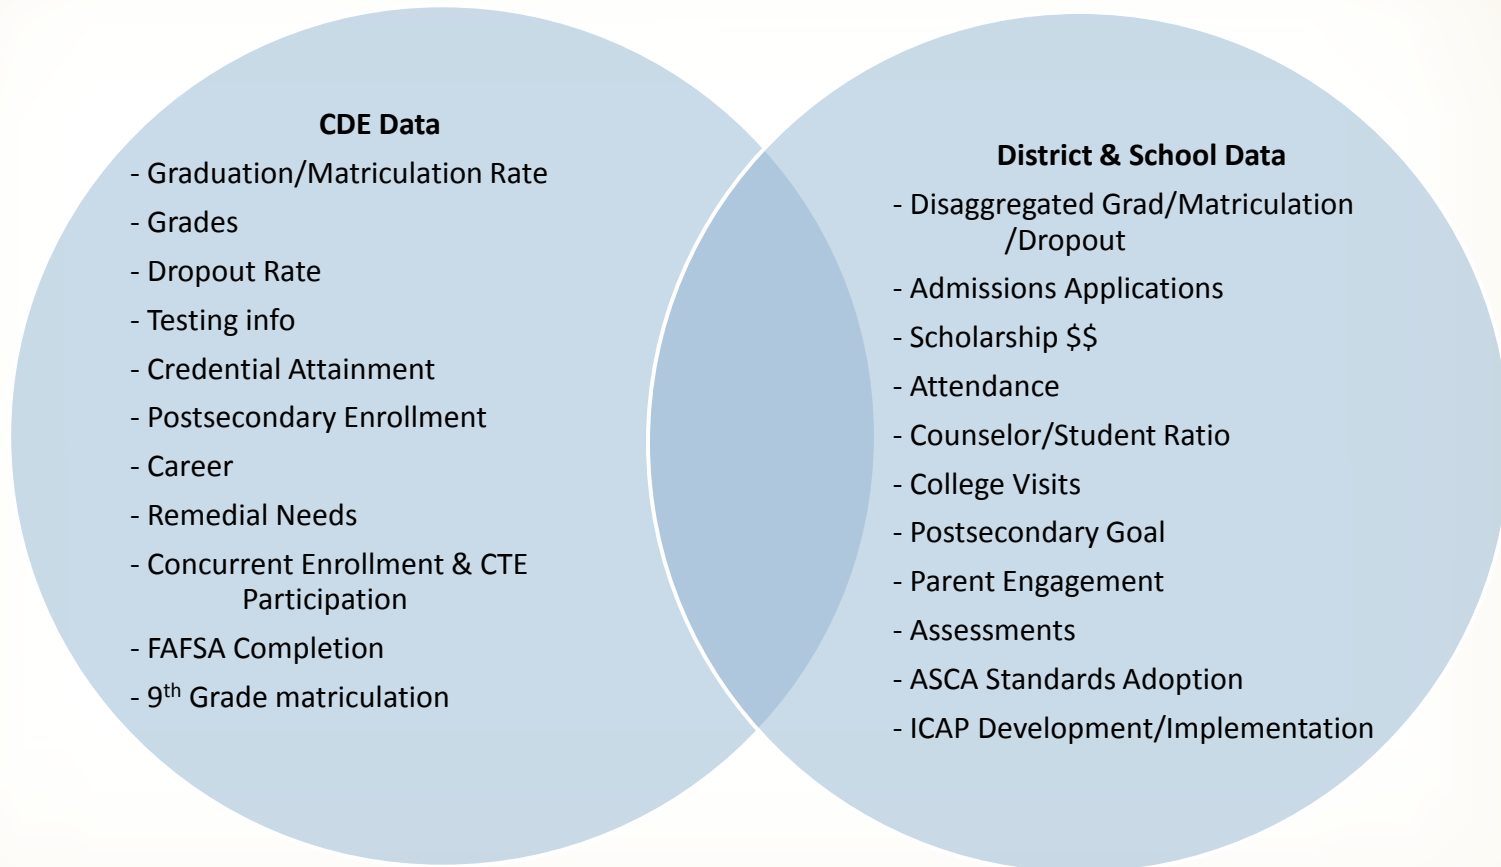 CDE Data
- Graduation/Matriculation Rate
- Grades
- Dropout Rate
- Testing info
- Credential Attainment
- Postsecondary Enrollment
- Career
- Remedial Needs
- Concurrent Enrollment & CTE
Participation
- FAFSA Completion
- 9th Grade matriculation
District & School Data
- Disaggregated Grad/Matriculation
/Dropout
- Admissions Applications
- Scholarship $$
- Attendance
- Counselor/Student Ratio
- College Visits
- Postsecondary Goal
- Parent Engagement
- Assessments
- ASCA Standards Adoption
- ICAP Development/Implementation